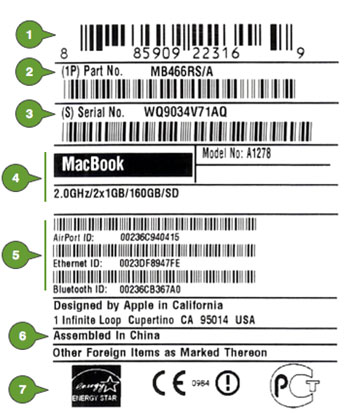 1
8 85909 22316 9
2
(1P) Part No. MB466RS/A
3
(S) Serial No. WQ9034V71AQ
4
MacBook
Model No: A1278
2.0GHz/2x1GB/160GB/SD
5
AirPort ID: 00236C940415
Ethernet ID: 0023DF8947FE
Bluetooth ID: 00236CB367A0
Designed by Apple in California
1 Infinite Loop Cupertino CA 95014 USA
6
Assembled In China
Other Foreign Items as Marked Thereon
7
energy
ENERGY STAR
CE 0984
PCT